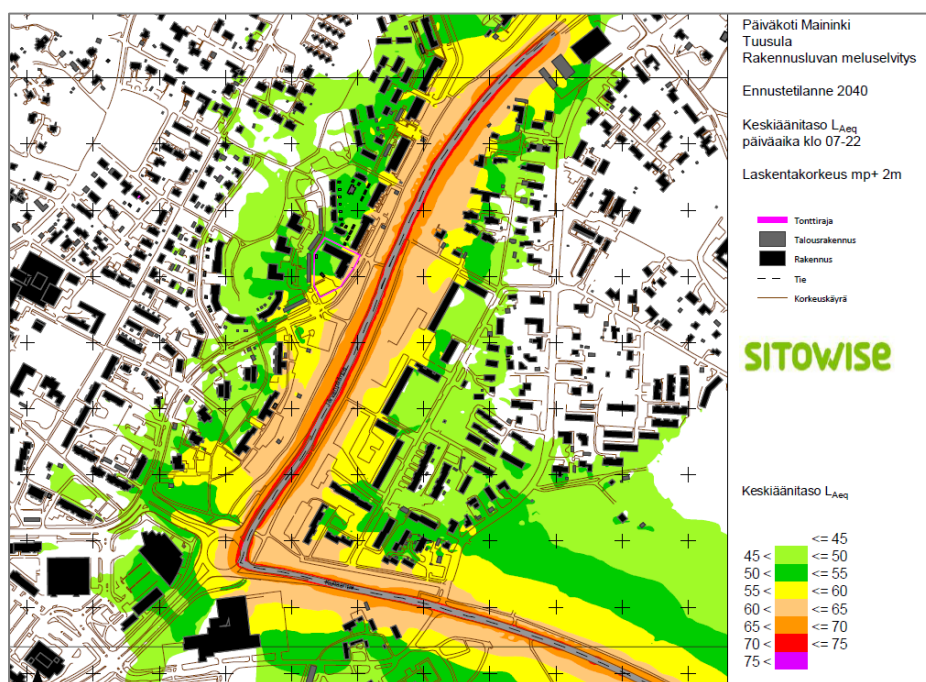 Päiväkoti Maininki
Tuusula
Rakennusluvan meluselvitys
Ennustetilanne 2040
Keskiäänitaso LAeq
päiväaika klo 07-22
Laskentakorkeus mp+ 2m
Tonttiraja
Talousrakennus
Rakennus
Tie
Korkeuskäyrä
SITOWISE
Keskiäänitaso LAeq
<= 45
45 < <= 50
50 < <= 55
55 < <= 60
60 < <= 65
65 < <= 70
70 < <= 75
75 <